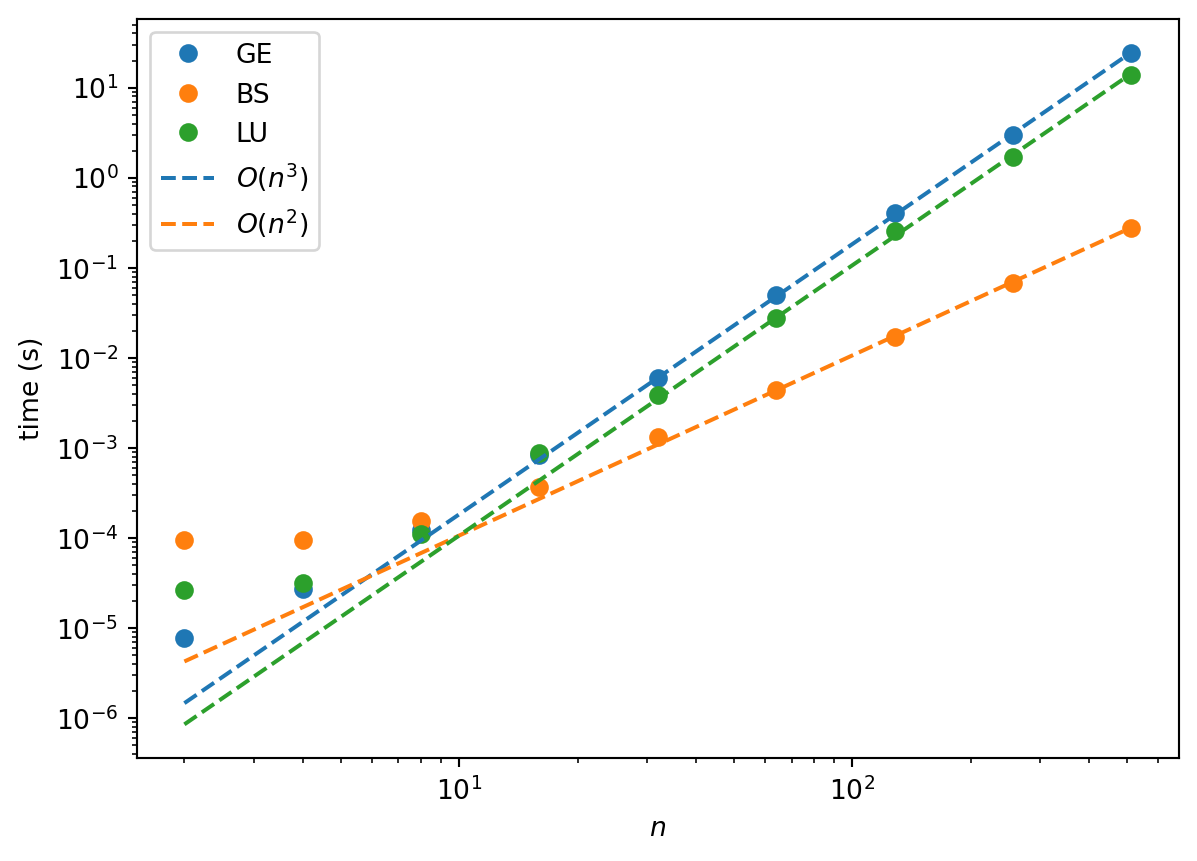 GE
BS
LU
O(n³)
O(n²)
10¹
10⁰
10⁻¹
10⁻²
10⁻³
10⁻⁴
10⁻⁵
10⁻⁶
time (s)
10¹ 10²
n